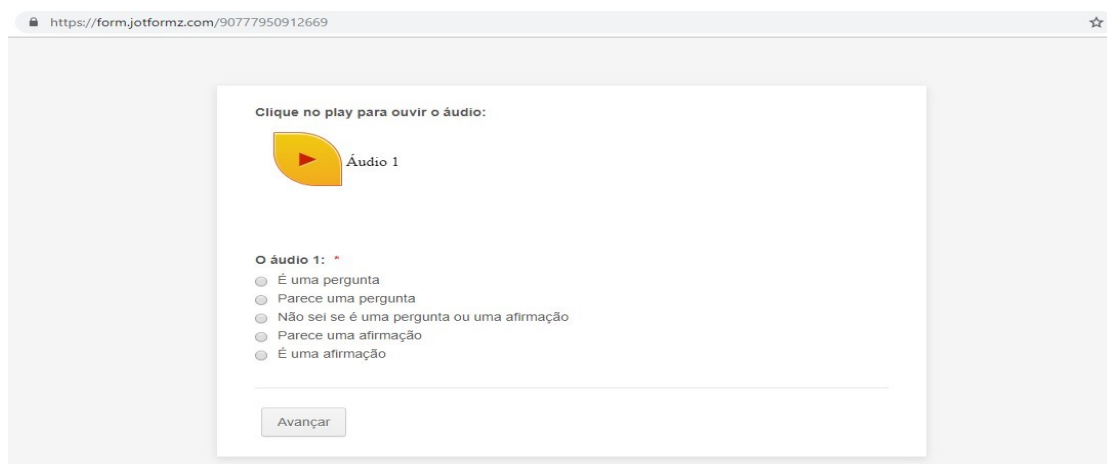 https://form.jotformz.com/90777950912669
Clique no play para ouvir o áudio:
Áudio 1
O áudio 1: *
É uma pergunta
Parece uma pergunta
Não sei se é uma pergunta ou uma afirmação
Parece uma afirmação
É uma afirmação
Avançar